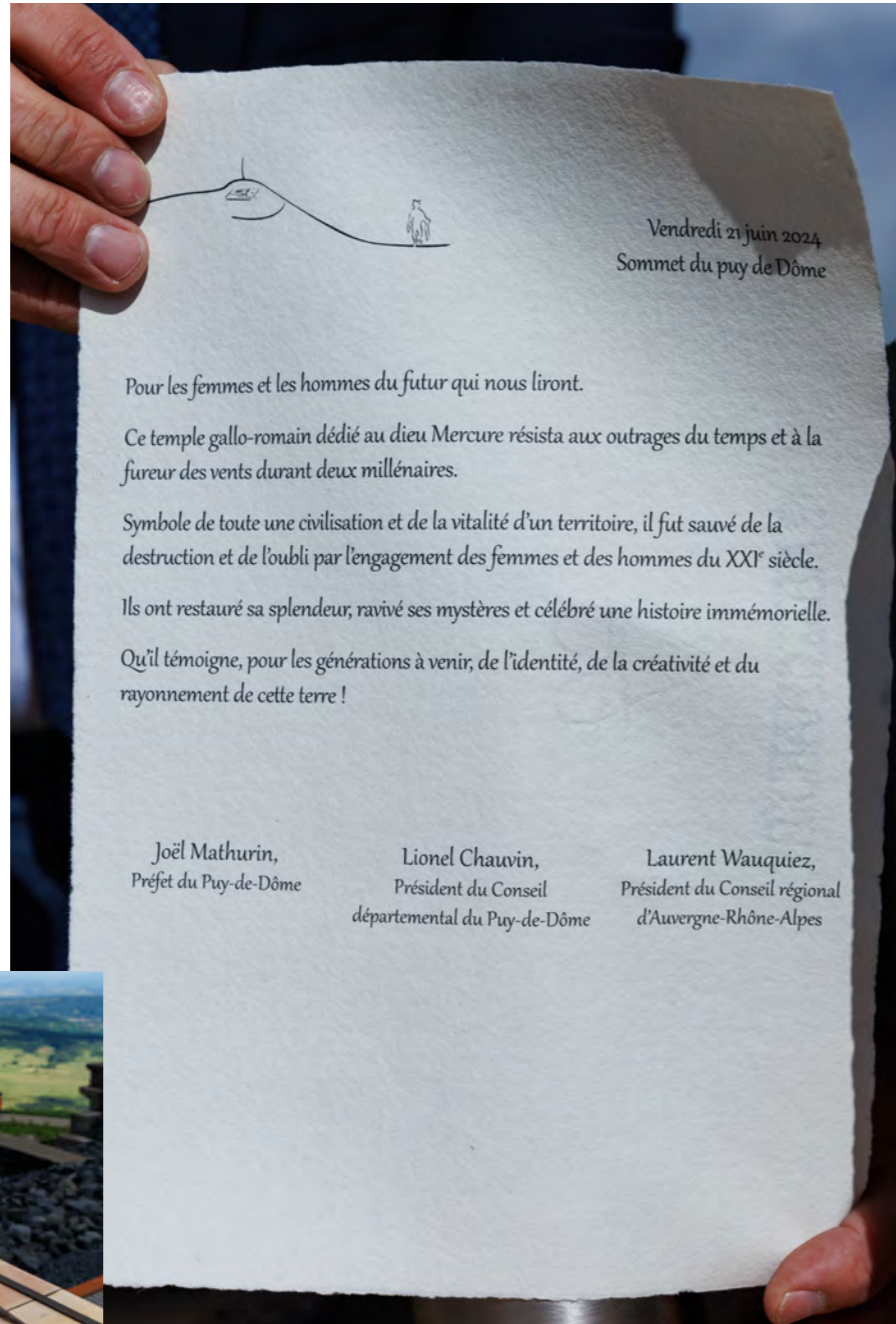 Vendredi 21 juin 2024
Sommet du puy de Dôme
Pour les femmes et les hommes du futur qui nous liront.
Ce temple gallo-romain dédié au dieu Mercure résista aux outrages du temps et à la
fureur des vents durant deux millénaires.
Symbole de toute une civilisation et de la vitalité d'un territoire, il fut sauvé de la
destruction et de l'oubli par l'engagement des femmes et des hommes du XXIᵉ siècle.
Ils ont restauré sa splendeur, ravivé ses mystères et célébré une histoire immémorielle.
Qu'il témoigne, pour les générations à venir, de l'identité, de la créativité et du
rayonnement de cette terre !
Joël Mathurin,
Préfet du Puy-de-Dôme
Lionel Chauvin,
Président du Conseil
départemental du Puy-de-Dôme
Laurent Wauquiez,
Président du Conseil régional
d'Auvergne-Rhône-Alpes